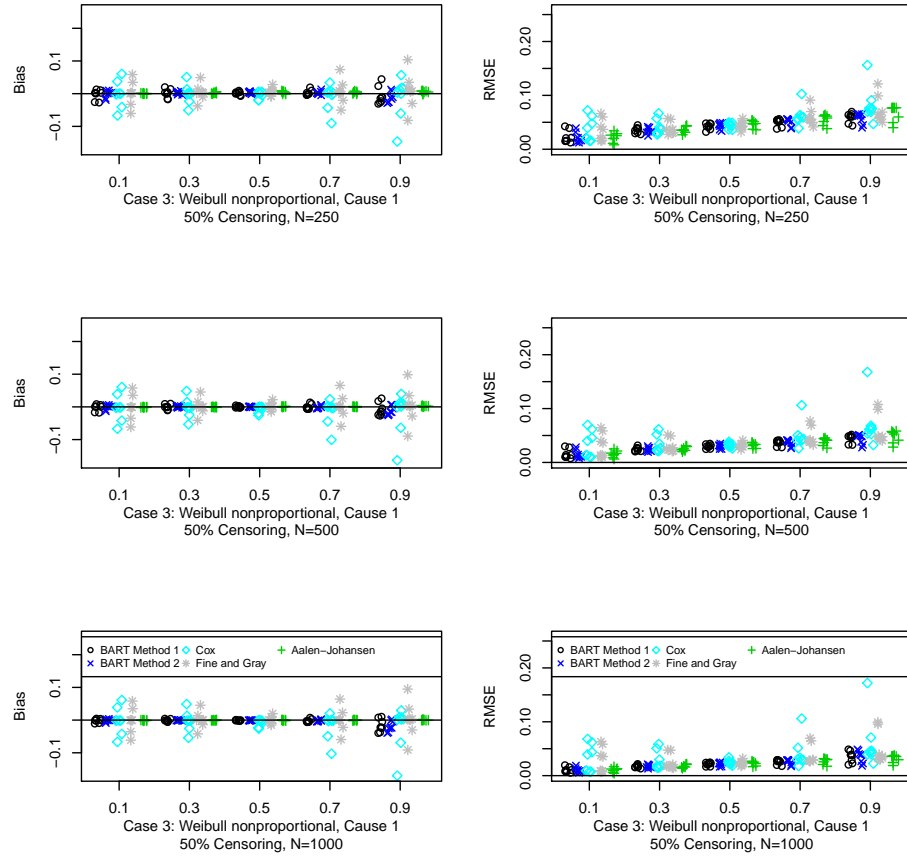 Bias
0.1
−0.1
0.1 0.3 0.5 0.7 0.9
Case 3: Weibull nonproportional, Cause 1
50% Censoring, N=250
RMSE
0.20
0.10
0.00
0.1 0.3 0.5 0.7 0.9
Case 3: Weibull nonproportional, Cause 1
50% Censoring, N=250
Bias
0.1
−0.1
0.1 0.3 0.5 0.7 0.9
Case 3: Weibull nonproportional, Cause 1
50% Censoring, N=500
RMSE
0.20
0.10
0.00
0.1 0.3 0.5 0.7 0.9
Case 3: Weibull nonproportional, Cause 1
50% Censoring, N=500
BART Method 1 Cox Aalen−Johansen
BART Method 2 Fine and Gray
Bias
0.1
−0.1
0.1 0.3 0.5 0.7 0.9
Case 3: Weibull nonproportional, Cause 1
50% Censoring, N=1000
BART Method 1 Cox Aalen−Johansen
BART Method 2 Fine and Gray
RMSE
0.20
0.10
0.00
0.1 0.3 0.5 0.7 0.9
Case 3: Weibull nonproportional, Cause 1
50% Censoring, N=1000